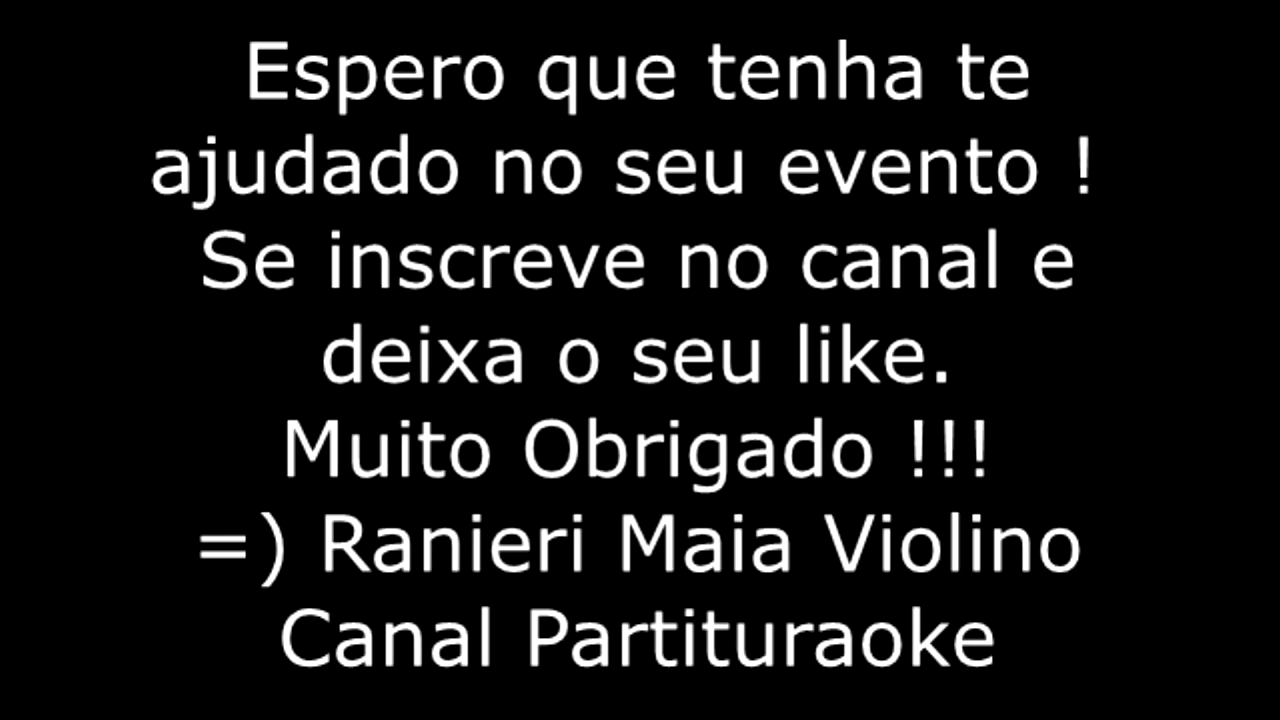 Espero que tenha te
ajudado no seu evento !
Se inscreve no canal e
deixa o seu like.
Muito Obrigado !!!
=) Ranieri Maia Violino
Canal Partituraoke